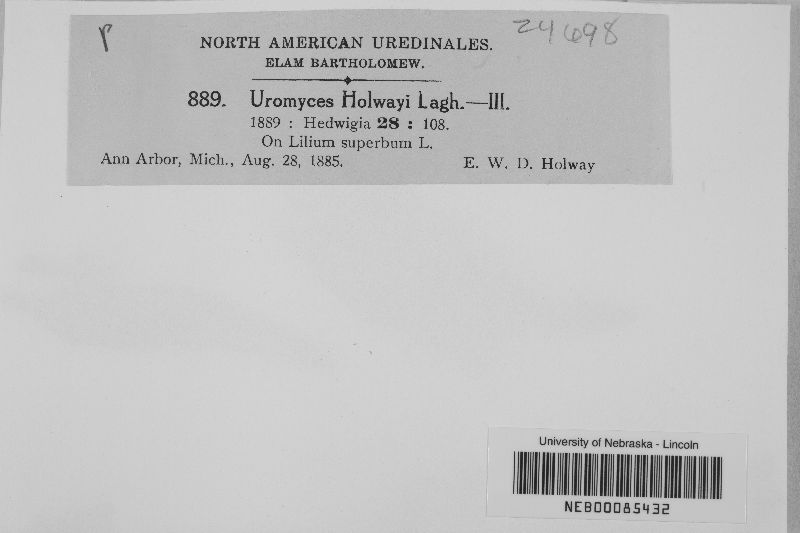 24698
NORTH AMERICAN UREDINALES.
ELAM BARTHOLOMEW.
889. Uromyces Holwayi Lagh.—III.
1889 : Hedwigia 28 : 108.
On Lilium superbum L.
Ann Arbor, Mich., Aug. 28, 1885. E. W. D. Holway
University of Nebraska - Lincoln
NEB00085432